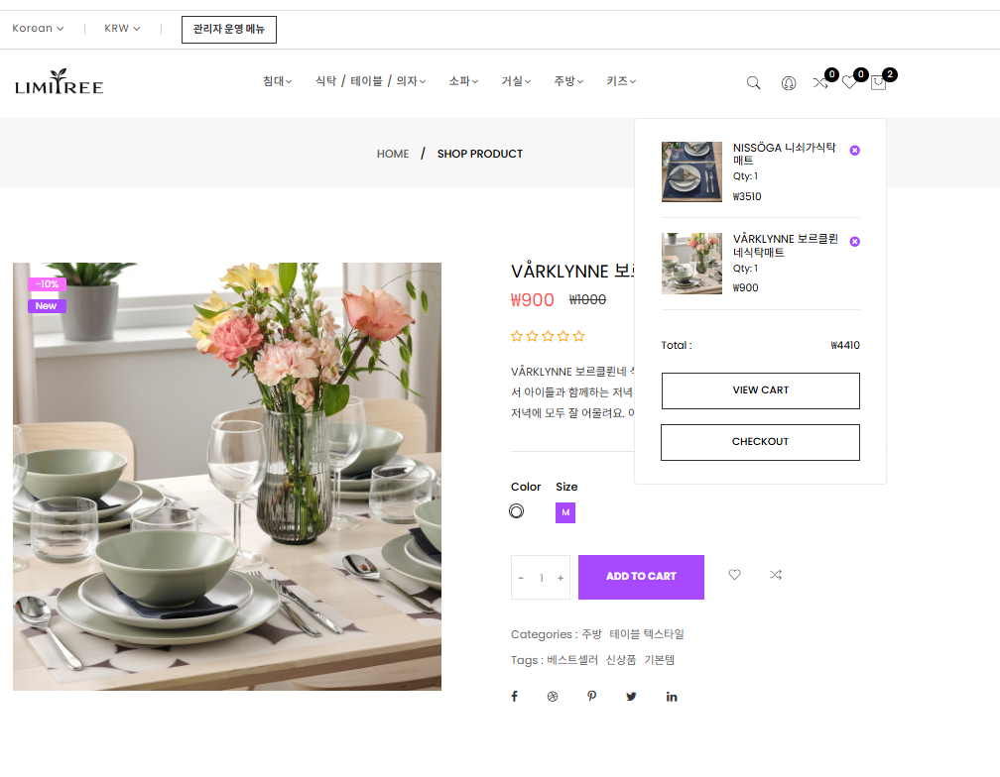 Korean
KRW
관리자 운영 메뉴
LIMITREE
침대
식탁 / 테이블 / 의자
소파
거실
주방
키즈
0
0
2
HOME / SHOP PRODUCT
NISSÖGA 니쇠가식탁
매트
Qty: 1
₩3510
VÅRKLYNNE 보르클륀
네식탁매트
Qty: 1
₩900
Total :
₩4410
VIEW CART
CHECKOUT
-10%
New
VÅRKLYNNE
₩900
₩1000
VÅRKLYNNE 보르클륀네
서 아이들과 함께하는 저녁
저녁에 모두 잘 어울려요.
Color
Size
M
- 1 +
ADD TO CART
Categories : 주방 테이블 텍스타일
Tags : 베스트셀러 신상품 기본템